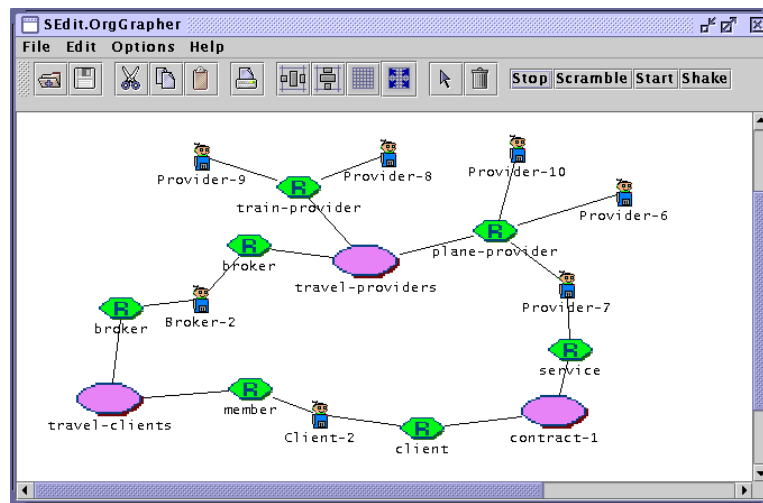 SEdit.OrgGrapher
File Edit Options Help
Stop Scramble Start Shake
Provider-9
R
train-provider
Provider-8
Provider-10
Provider-6
R
plane-provider
R
broker
travel-providers
Provider-7
R
broker
Broker-2
R
service
travel-clients
R
member
Client-2
R
client
contract-1